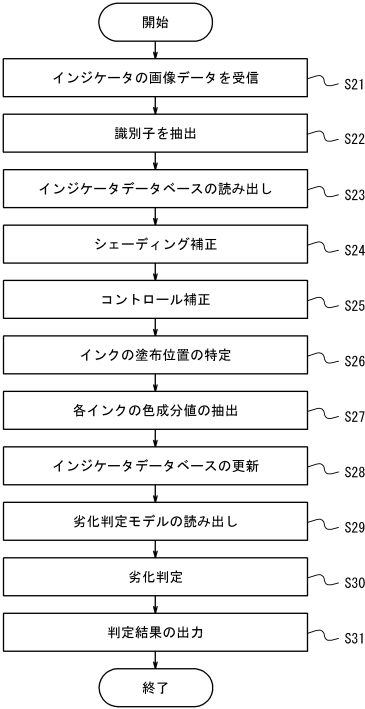 開始
インジケータの画像データを受信
S21
識別子を抽出
S22
インジケータデータベースの読み出し
S23
シェーディング補正
S24
コントロール補正
S25
インクの塗布位置の特定
S26
各インクの色成分値の抽出
S27
インジケータデータベースの更新
S28
劣化判定モデルの読み出し
S29
劣化判定
S30
判定結果の出力
S31
終了